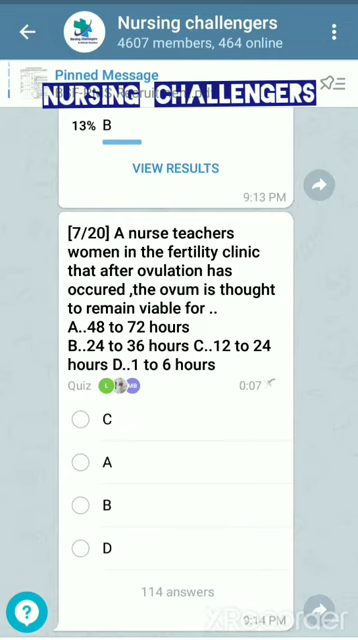 Nursing challengers
4607 members, 464 online
Pinned Message
NURSING CHALLENGERS
13% B
VIEW RESULTS
9:13 PM
[7/20] A nurse teachers
women in the fertility clinic
that after ovulation has
occured ,the ovum is thought
to remain viable for ..
A..48 to 72 hours
B..24 to 36 hours C..12 to 24
hours D..1 to 6 hours
Quiz L MB 0:07
C
A
B
D
114 answers
9:14 PM
XRecorder